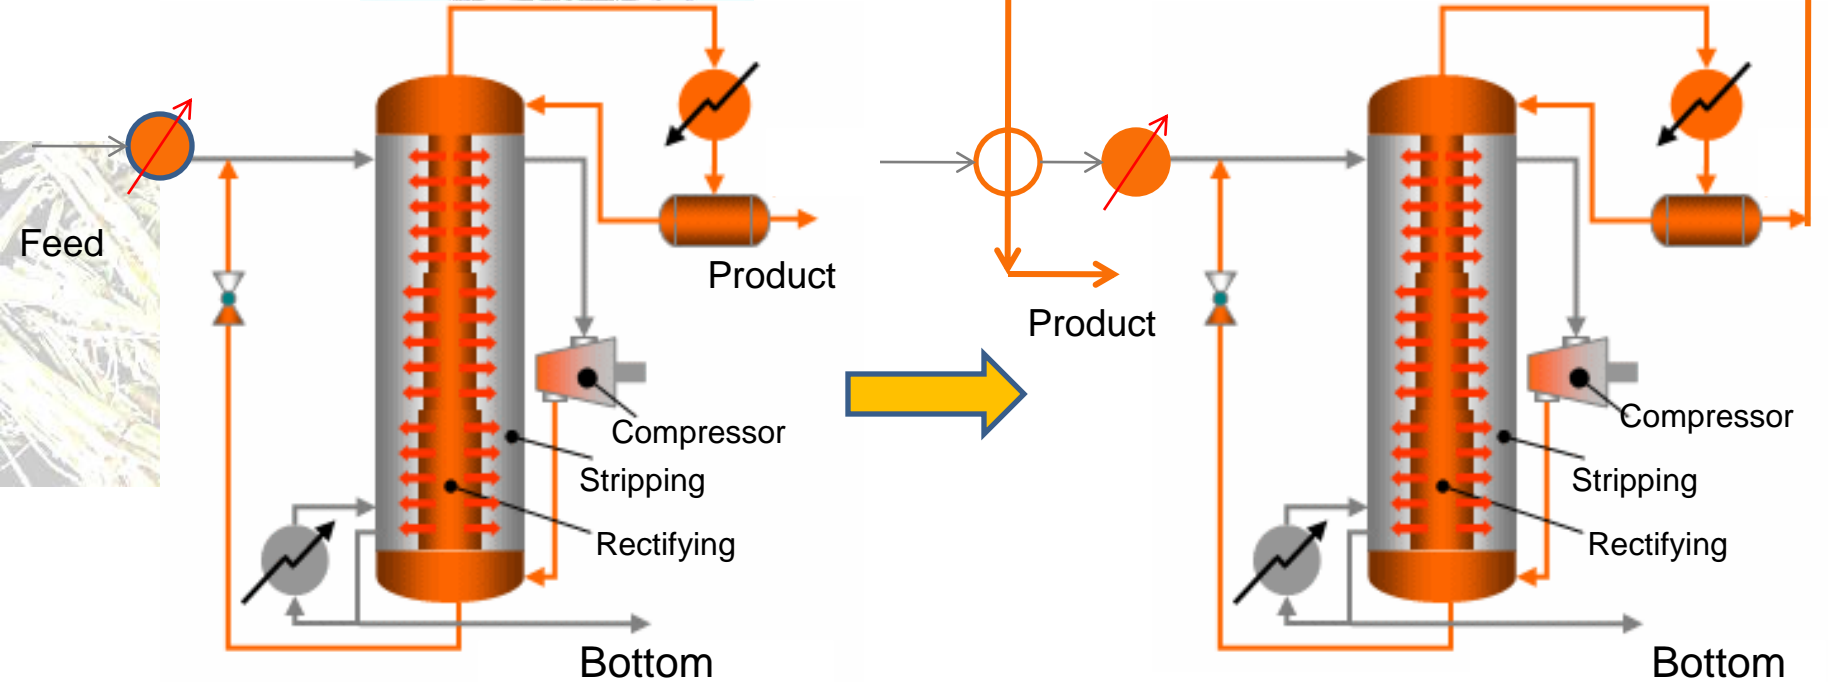 Feed
Product
Compressor
Stripping
Rectifying
Bottom
Product
Compressor
Stripping
Rectifying
Bottom